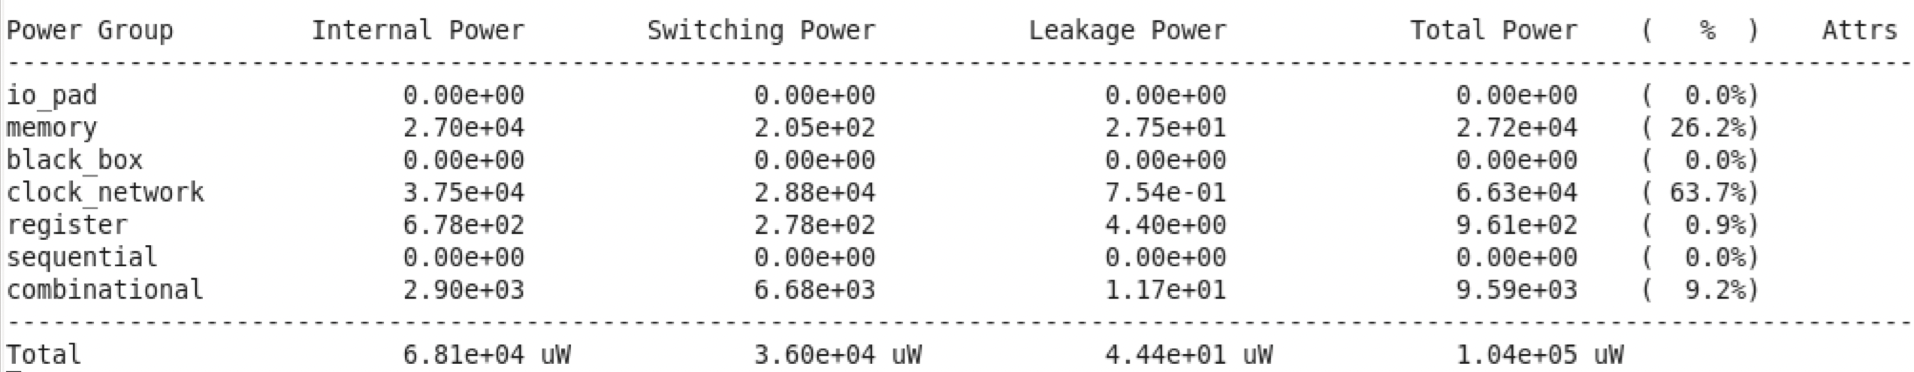 Power Group         Internal Power        Switching Power          Leakage Power            Total Power    (   %  )    Attrs
-----------------------------------------------------------------------------------------------------------------------------
io_pad                    0.00e+00               0.00e+00               0.00e+00               0.00e+00    (  0.0%)
memory                    2.70e+04               2.05e+02               2.75e+01               2.72e+04    ( 26.2%)
black_box                 0.00e+00               0.00e+00               0.00e+00               0.00e+00    (  0.0%)
clock_network             3.75e+04               2.88e+04               7.54e-01               6.63e+04    ( 63.7%)
register                  6.78e+02               2.78e+02               4.40e+00               9.61e+02    (  0.9%)
sequential                0.00e+00               0.00e+00               0.00e+00               0.00e+00    (  0.0%)
combinational             2.90e+03               6.68e+03               1.17e+01               9.59e+03    (  9.2%)
-----------------------------------------------------------------------------------------------------------------------------
Total                     6.81e+04 uW            3.60e+04 uW            4.44e+01 uW            1.04e+05 uW